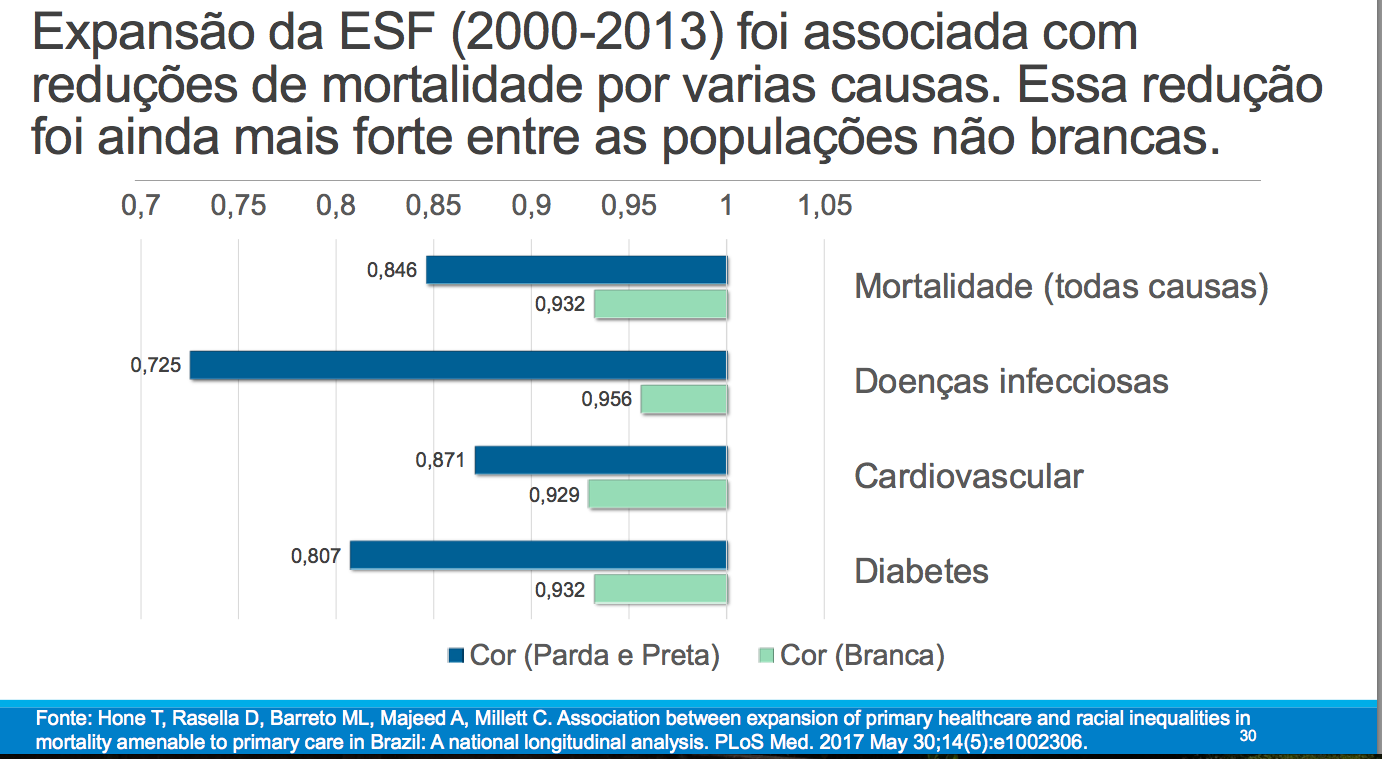 Expansão da ESF (2000-2013) foi associada com
reduções de mortalidade por varias causas. Essa redução
foi ainda mais forte entre as populações não brancas.
0,7 0,75 0,8 0,85 0,9 0,95 1 1,05
0,846
0,932
Mortalidade (todas causas)
0,725
0,956
Doenças infecciosas
0,871
0,929
Cardiovascular
0,807
0,932
Diabetes
Cor (Parda e Preta) Cor (Branca)
Fonte: Hone T, Rasella D, Barreto ML, Majeed A, Millett C. Association between expansion of primary healthcare and racial inequalities in
mortality amenable to primary care in Brazil: A national longitudinal analysis. PLoS Med. 2017 May 30;14(5):e1002306.
30